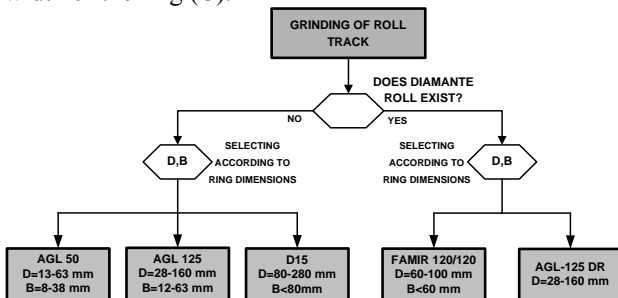 GRINDING OF ROLL
TRACK
DOES DIAMANTE
ROLL EXIST?
NO
YES
D,B
SELECTING
ACCORDING TO
RING DIMENSIONS
SELECTING
ACCORDING TO
RING DIMENSIONS
D,B
AGL 50
D=13-63 mm
B=8-38 mm
AGL 125
D=28-160 mm
B=12-63 mm
D15
D=80-280 mm
B<80mm
FAMIR 120/120
D=60-100 mm
B<60 mm
AGL-125 DR
D=28-160 mm